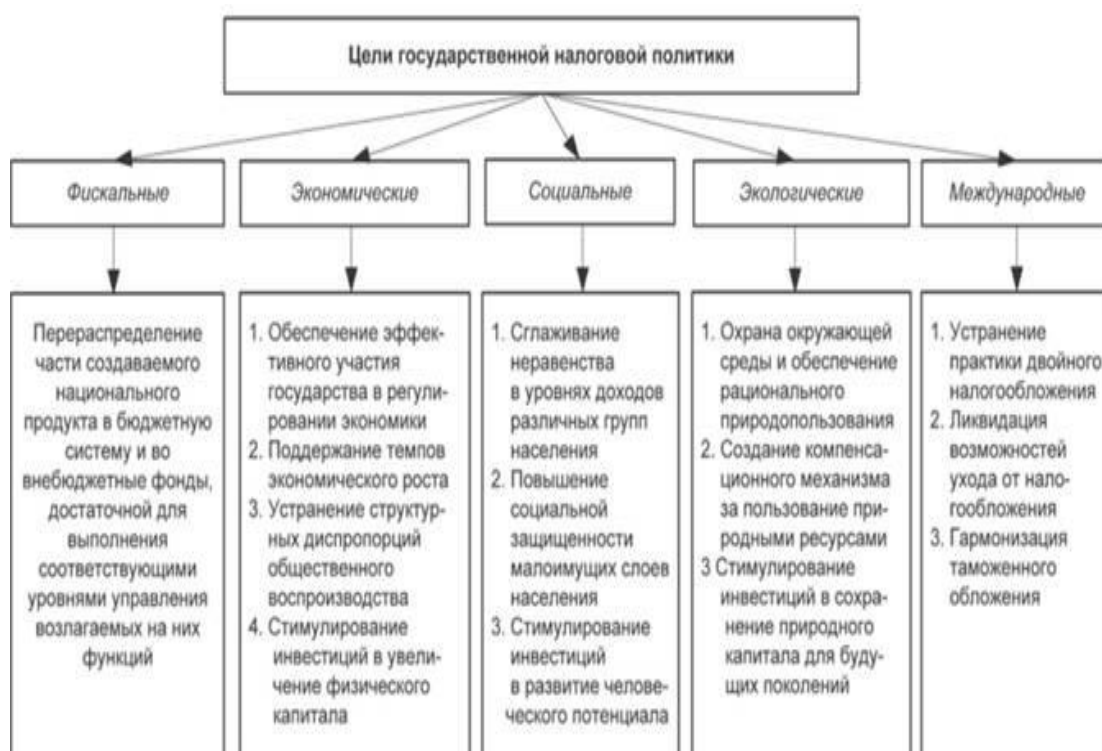 Цели государственной налоговой политики
Фискальные
Экономические
Социальные
Экологические
Международные
Перераспределение
части создаваемого
национального
продукта в бюджетную
систему и во
внебюджетные фонды,
достаточной для
выполнения
соответствующими
уровнями управления
возлагаемых на них
функций
1. Обеспечение эффек-
тивного участия
государства в регули-
ровании экономики
2. Поддержание темпов
экономического роста
3. Устранение структур-
ных диспропорций
общественного
воспроизводства
4. Стимулирование
инвестиций в увели-
чение физического
капитала
1. Сглаживание
неравенства
в уровнях доходов
различных групп
населения
2. Повышение
социальной
защищенности
малоимущих слоев
населения
3. Стимулирование
инвестиций
в развитие челове-
ческого потенциала
1. Охрана окружающей
среды и обеспечение
рационального
природопользования
2. Создание компенса-
ционного механизма
за пользование при-
родными ресурсами
3 Стимулирование
инвестиций в сохра-
нение природного
капитала для буду-
щих поколений
1. Устранение
практики двойного
налогообложения
2. Ликвидация
возможностей
ухода от нало-
гообложения
3. Гармонизация
таможенного
обложения